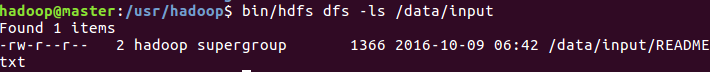 hadoop@master:/usr/hadoop$ bin/hdfs dfs -ls /data/input
Found 1 items
-rw-r--r--   2 hadoop supergroup       1366 2016-10-09 06:42 /data/input/README
txt